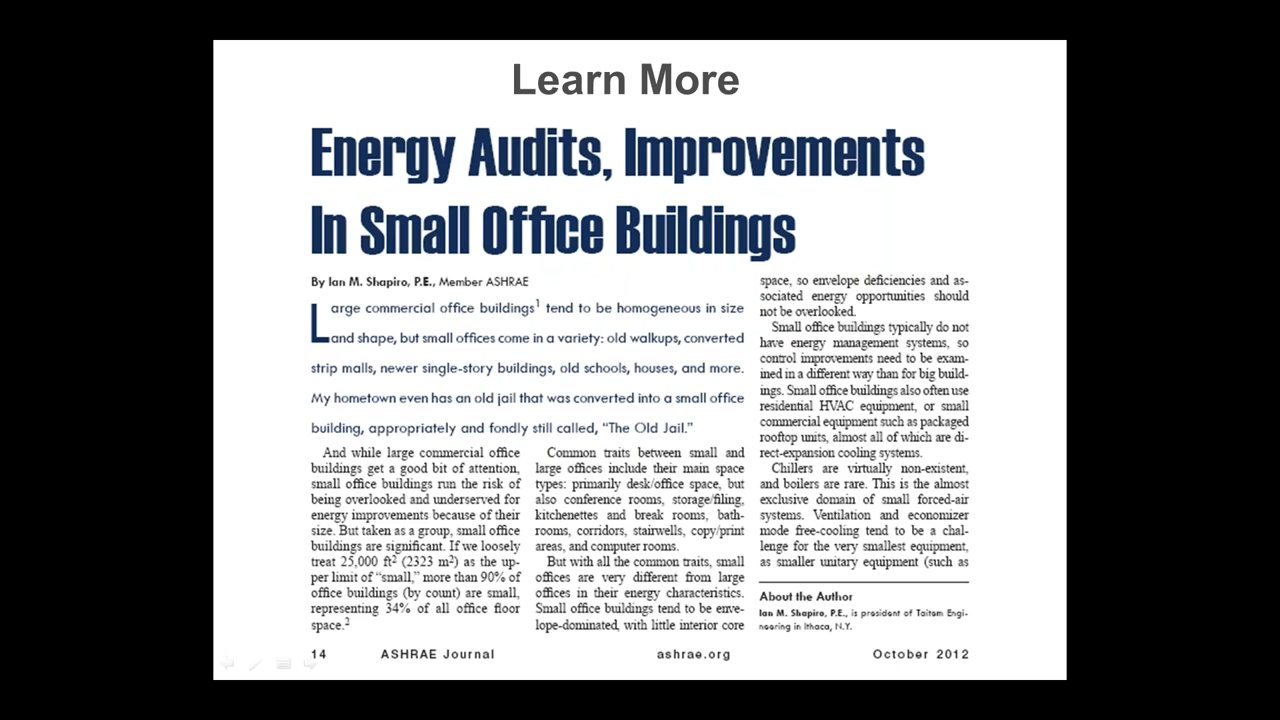 Learn More
Energy Audits, Improvements
In Small Office Buildings
By Ian M. Shapiro, P.E., Member ASHRAE
Large commercial office buildings1 tend to be homogeneous in size
and shape, but small offices come in a variety: old walkups, converted
strip malls, newer single-story buildings, old schools, houses, and more.
My hometown even has an old jail that was converted into a small office
building, appropriately and fondly still called, “The Old Jail.”
And while large commercial office
buildings get a good bit of attention,
small office buildings run the risk of
being overlooked and underserved for
energy improvements because of their
size. But taken as a group, small office
buildings are significant. If we loosely
treat 25,000 ft2 (2323 m2) as the up-
per limit of “small,” more than 90% of
office buildings (by count) are small,
representing 34% of all office floor
space.2
Common traits between small and
large offices include their main space
types: primarily desk/office space, but
also conference rooms, storage/filing,
kitchenettes and break rooms, bath-
rooms, corridors, stairwells, copy/print
areas, and computer rooms.
But with all the common traits, small
offices are very different from large
offices in their energy characteristics.
Small office buildings tend to be enve-
lope-dominated, with little interior core
space, so envelope deficiencies and as-
sociated energy opportunities should
not be overlooked.
Small office buildings typically do not
have energy management systems, so
control improvements need to be exam-
ined in a different way than for big build-
ings. Small office buildings also often use
residential HVAC equipment, or small
commercial equipment such as packaged
rooftop units, almost all of which are di-
rect-expansion cooling systems.
Chillers are virtually non-existent,
and boilers are rare. This is the almost
exclusive domain of small forced-air
systems. Ventilation and economizer
mode free-cooling tend to be a chal-
lenge for the very smallest equipment,
as smaller unitary equipment (such as
About the Author
Ian M. Shapiro, P.E., is president of Taitem Engi-
neering in Ithaca, N.Y.
14 ASHRAE Journal ashrae.org October 2012